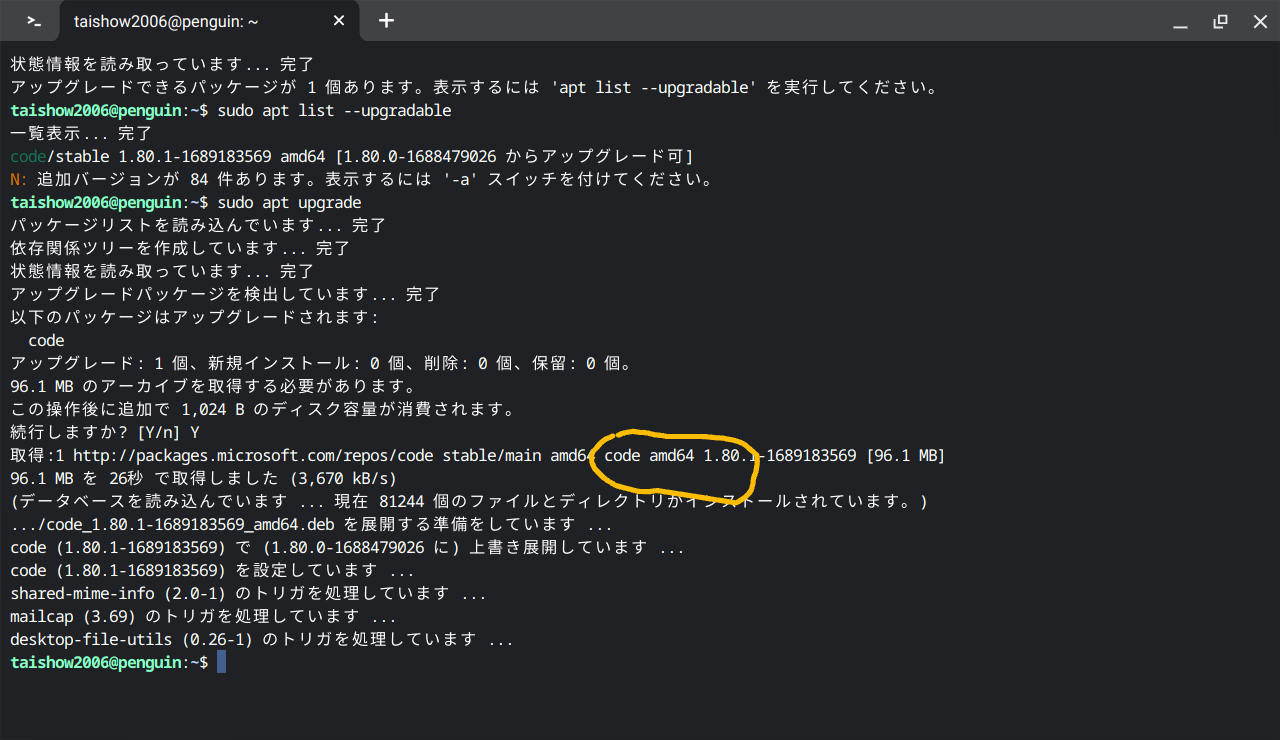 taishow2006@penguin: ~
状態情報を読み取っています... 完了
アップグレードできるパッケージが 1 個あります。表示するには 'apt list --upgradable' を実行してください。
taishow2006@penguin:~$ sudo apt list --upgradable
一覧表示... 完了
code/stable 1.80.1-1689183569 amd64 [1.80.0-1688479026 からアップグレード可]
N: 追加バージョンが 84 件あります。表示するには '-a' スイッチを付けてください。
taishow2006@penguin:~$ sudo apt upgrade
パッケージリストを読み込んでいます... 完了
依存関係ツリーを作成しています... 完了
状態情報を読み取っています... 完了
アップグレードパッケージを検出しています... 完了
以下のパッケージはアップグレードされます:
code
アップグレード: 1 個、新規インストール: 0 個、削除: 0 個、保留: 0 個。
96.1 MB のアーカイブを取得する必要があります。
この操作後に追加で 1,024 B のディスク容量が消費されます。
続行しますか? [Y/n] Y
取得:1 http://packages.microsoft.com/repos/code stable/main amd64 code amd64 1.80.1-1689183569 [96.1 MB]
96.1 MB を 26秒 で取得しました (3,670 kB/s)
(データベースを読み込んでいます ... 現在 81244 個のファイルとディレクトリがインストールされています。)
.../code_1.80.1-1689183569_amd64.deb を展開する準備をしています ...
code (1.80.1-1689183569) で (1.80.0-1688479026 に) 上書き展開しています ...
code (1.80.1-1689183569) を設定しています ...
shared-mime-info (2.0-1) のトリガを処理しています ...
mailcap (3.69) のトリガを処理しています ...
desktop-file-utils (0.26-1) のトリガを処理しています ...
taishow2006@penguin:~$